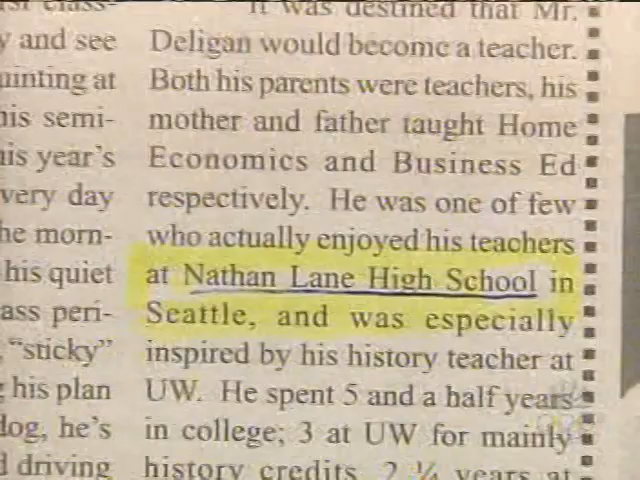 y and see
uinting at
his semi-
his year's
very day
he morn-
his quiet
ass peri-
"sticky"
his plan
log, he's
driving
It was destined that Mr.
Deligan would become a teacher.
Both his parents were teachers, his
mother and father taught Home
Economics and Business Ed
respectively. He was one of few
who actually enjoyed his teachers
at Nathan Lane High School in
Seattle, and was especially
inspired by his history teacher at
UW. He spent 5 and a half years
in college; 3 at UW for mainly
history credits, 2 ½ years at